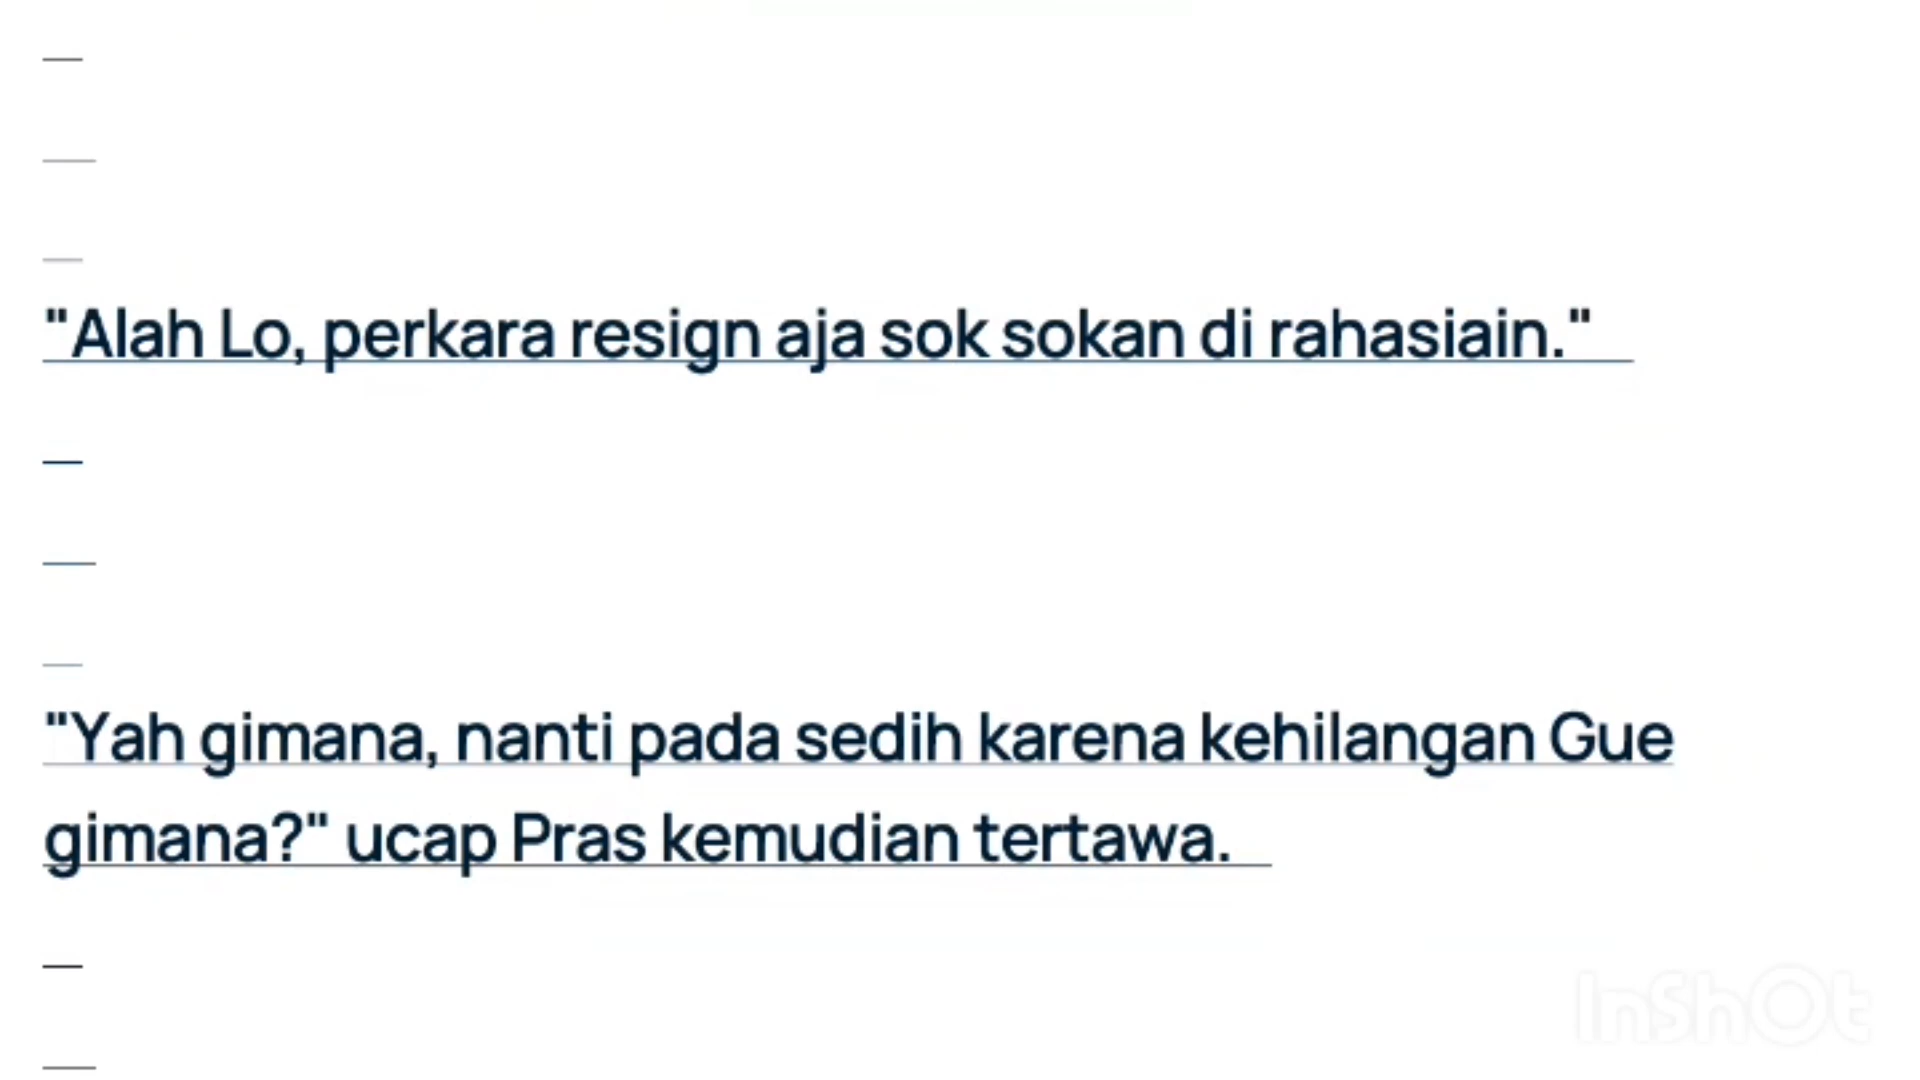 "Alah Lo, perkara resign aja sok sokan di rahasiain."
"Yah gimana, nanti pada sedih karena kehilangan Gue
gimana?" ucap Pras kemudian tertawa.
InShOt